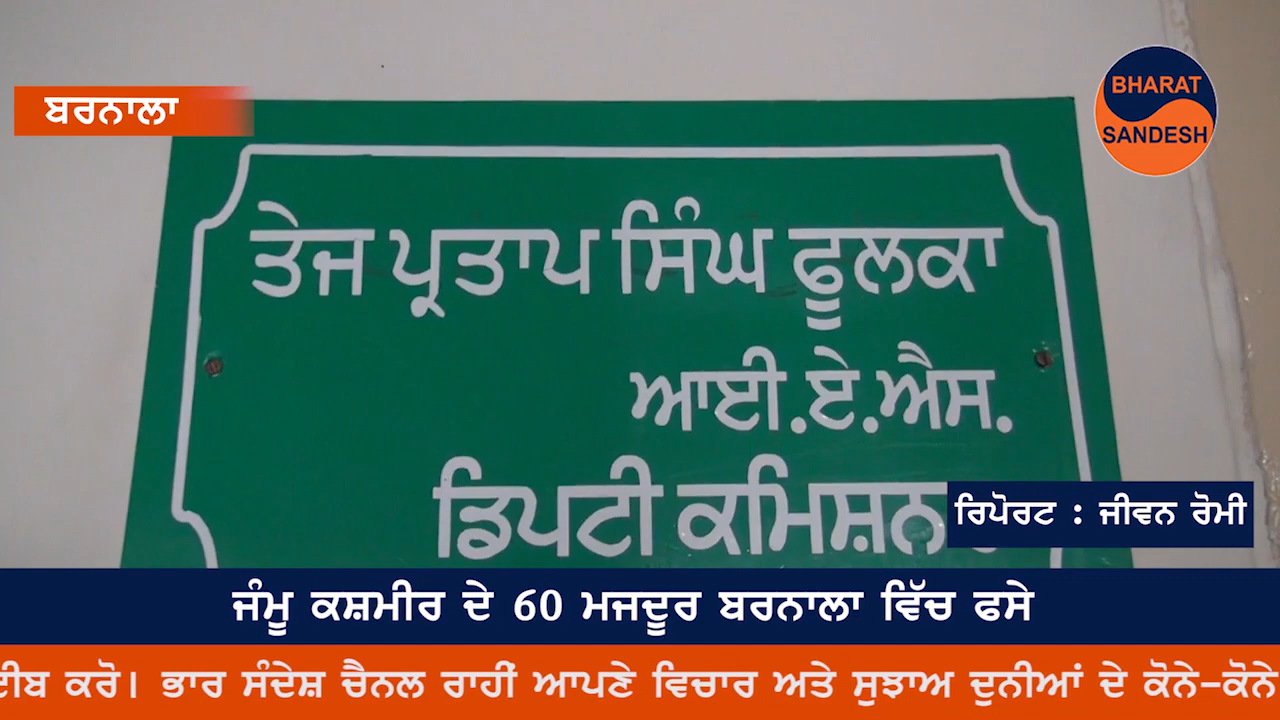 ਬਰਨਾਲਾ
BHARAT
SANDESH
ਤੇਜ ਪ੍ਰਤਾਪ ਸਿੰਘ ਫੂਲਕਾ
ਆਈ.ਏ.ਐਸ.
ਡਿਪਟੀ ਕਮਿਸ਼ਨ
ਰਿਪੋਰਟ : ਜੀਵਨ ਰੋਮੀ
ਜੰਮੂ ਕਸ਼ਮੀਰ ਦੇ 60 ਮਜਦੂਰ ਬਰਨਾਲਾ ਵਿੱਚ ਫਸੇ
ਈਬ ਕਰੋ। ਭਾਰ ਸੰਦੇਸ਼ ਚੈਨਲ ਰਾਹੀਂ ਆਪਣੇ ਵਿਚਾਰ ਅਤੇ ਸੁਝਾਅ ਦੁਨੀਆਂ ਦੇ ਕੋਨੇ-ਕੋਨੇ